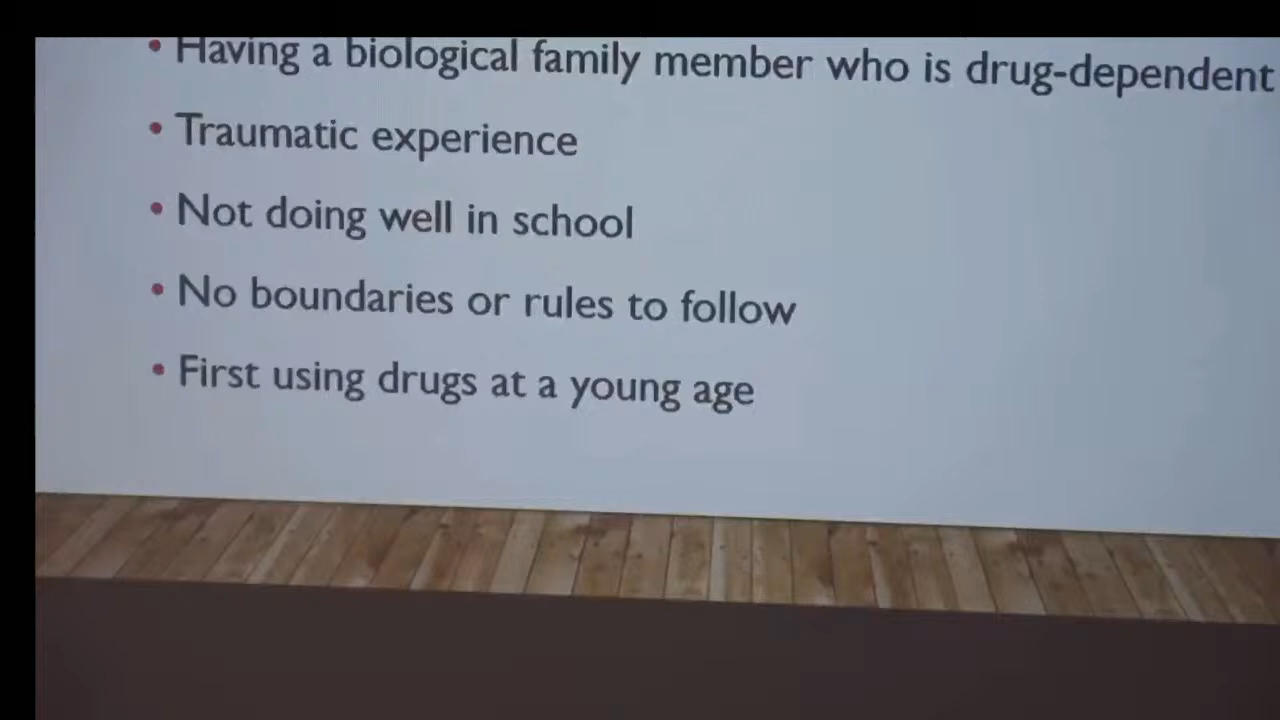 • Having a biological family member who is drug-dependent
• Traumatic experience
• Not doing well in school
• No boundaries or rules to follow
• First using drugs at a young age